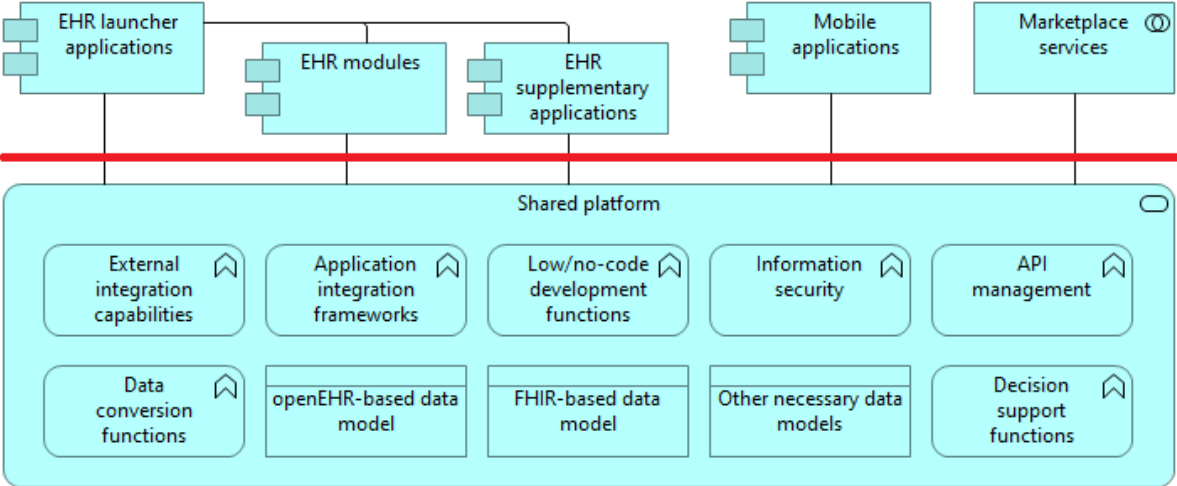 EHR launcher
applications
EHR modules
EHR
supplementary
applications
Mobile
applications
Marketplace
services
Shared platform
External
integration
capabilities
Application
integration
frameworks
Low/no-code
development
functions
Information
security
API
management
Data
conversion
functions
openEHR-based data
model
FHIR-based data
model
Other necessary data
models
Decision
support
functions